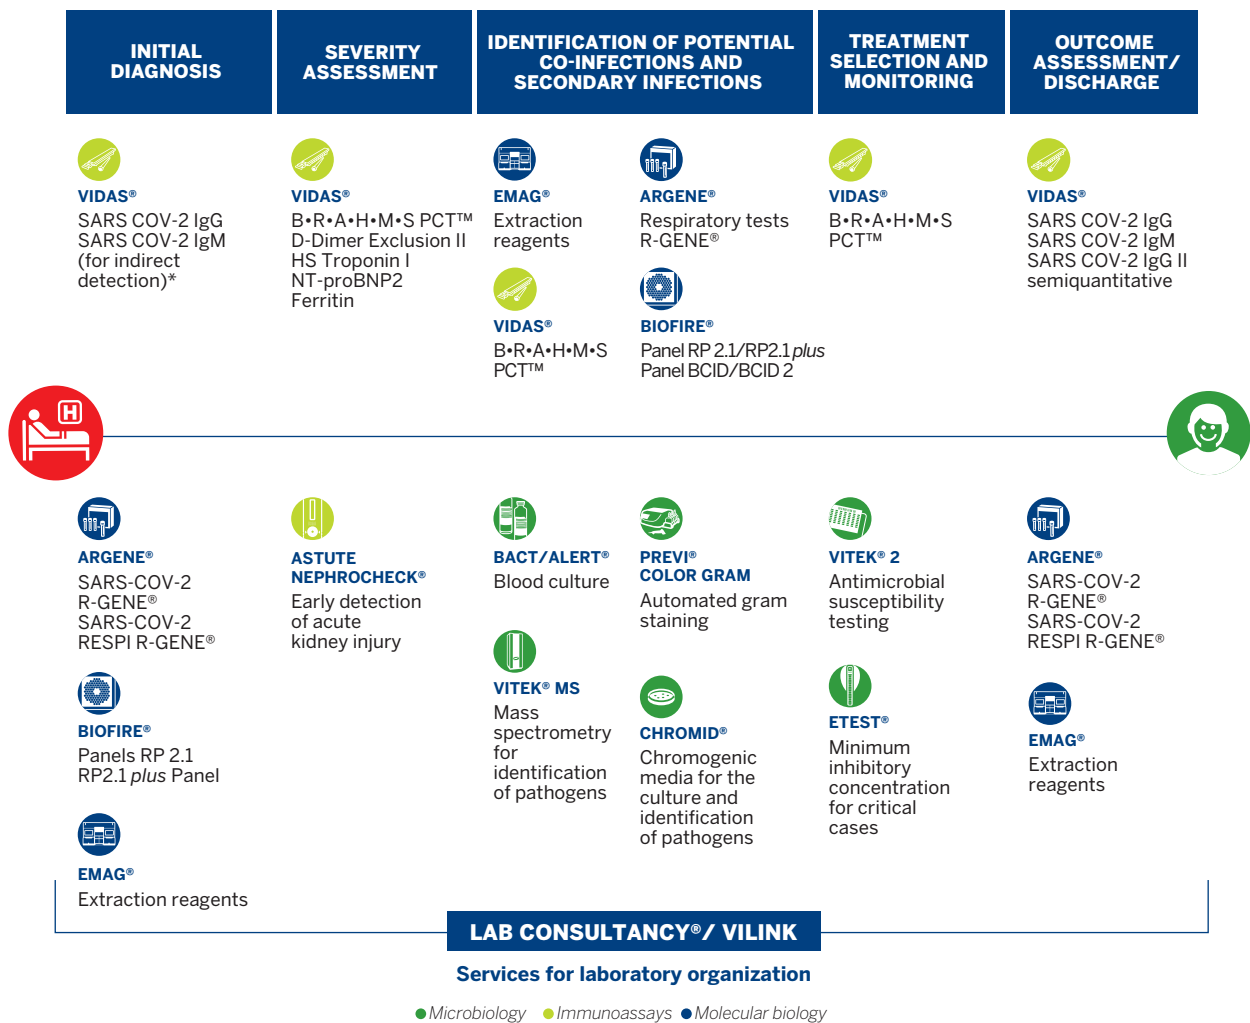 INITIAL
DIAGNOSIS
SEVERITY
ASSESSMENT
IDENTIFICATION OF POTENTIAL
CO-INFECTIONS AND
SECONDARY INFECTIONS
TREATMENT
SELECTION AND
MONITORING
OUTCOME
ASSESSMENT/
DISCHARGE
VIDAS®
SARS COV-2 IgG
SARS COV-2 IgM
(for indirect
detection)*
VIDAS®
B•R•A•H•M•S PCT™
D-Dimer Exclusion II
HS Troponin I
NT-proBNP2
Ferritin
EMAG®
Extraction
reagents
VIDAS®
B•R•A•H•M•S
PCT™
ARGENE®
Respiratory tests
R-GENE®
BIOFIRE®
Panel RP 2.1/RP2.1 plus
Panel BCID/BCID 2
VIDAS®
B•R•A•H•M•S
PCT™
VIDAS®
SARS COV-2 IgG
SARS COV-2 IgM
SARS COV-2 IgG II
semiquantitative
H
ARGENE®
SARS-COV-2
R-GENE®
SARS-COV-2
RESPI R-GENE®
BIOFIRE®
Panels RP 2.1
RP2.1 plus Panel
EMAG®
Extraction reagents
ASTUTE
NEPHROCHECK®
Early detection
of acute
kidney injury
BACT/ALERT®
Blood culture
VITEK® MS
Mass
spectrometry
for
identification
of pathogens
PREVI®
COLOR GRAM
Automated gram
staining
CHROMID®
Chromogenic
media for the
culture and
identification
of pathogens
VITEK® 2
Antimicrobial
susceptibility
testing
ETEST®
Minimum
inhibitory
concentration
for critical
cases
ARGENE®
SARS-COV-2
R-GENE®
SARS-COV-2
RESPI R-GENE®
EMAG®
Extraction
reagents
LAB CONSULTANCY®/ VILINK
Services for laboratory organization
Microbiology Immunoassays Molecular biology